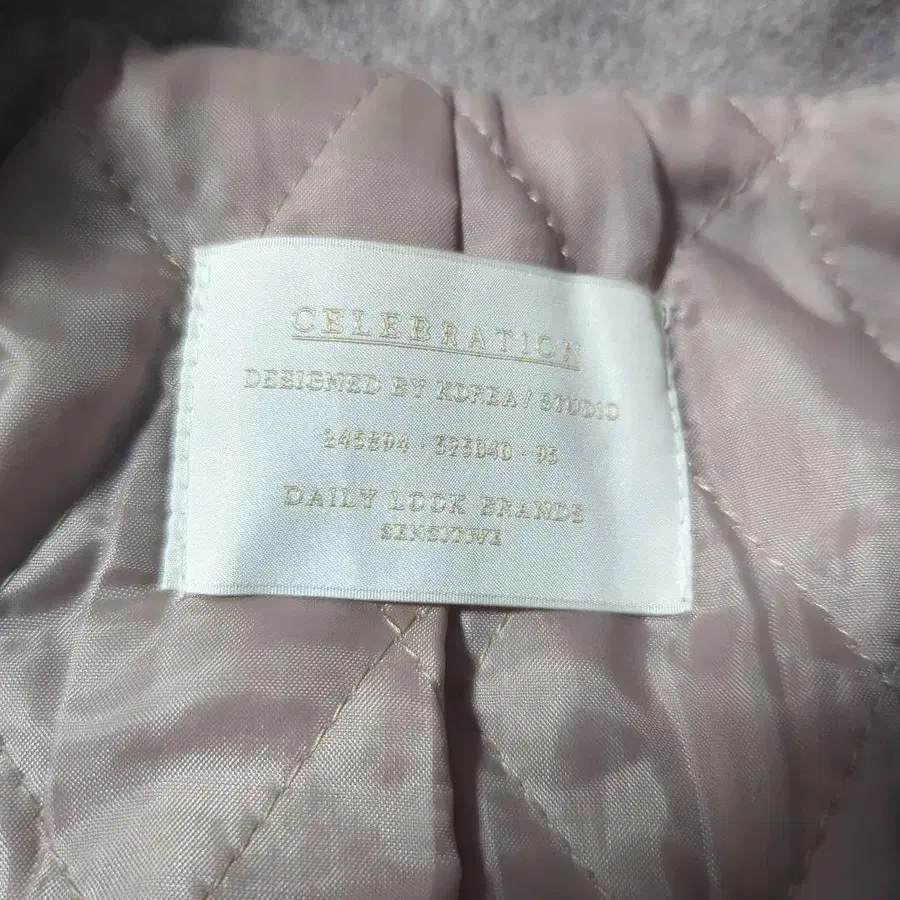 CELEBRATION
DESIGNED BY KOREA / STUDIO
DAILY LOOK BRANDS